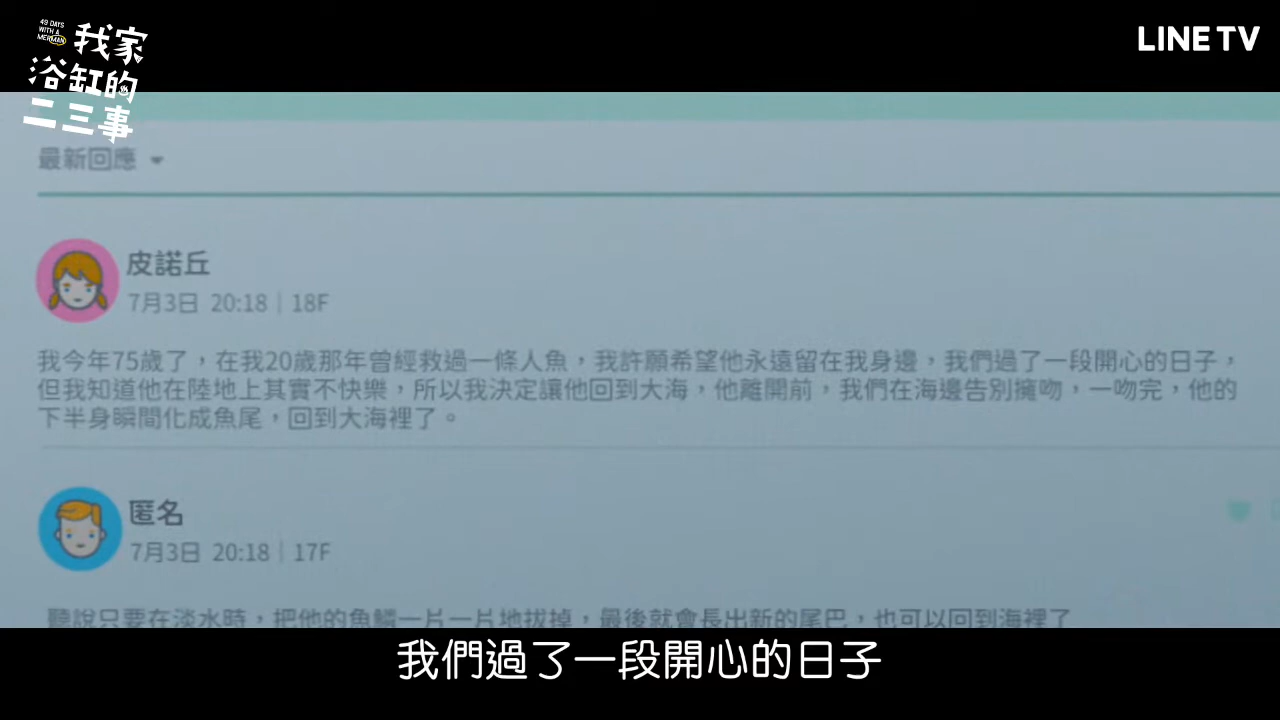 49 DAYS
WITH A
MERMAN
我家
浴缸的
二三事
LINE TV
最新回應
皮諾丘
7月3日 20:18｜18F
我今年75歲了，在我20歲那年曾經救過一條人魚，我許願希望他永遠留在我身邊，我們過了一段開心的日子，
但我知道他在陸地上其實不快樂，所以我決定讓他回到大海，他離開前，我們在海邊告別擁吻，一吻完，他的
下半身瞬間化成魚尾，回到大海裡了。
匿名
7月3日 20:18｜17F
聽說只要在淡水時，把他的魚鱗一片一片地拔掉，最後就會長出新的尾巴，也可以回到海裡了
我們過了一段開心的日子